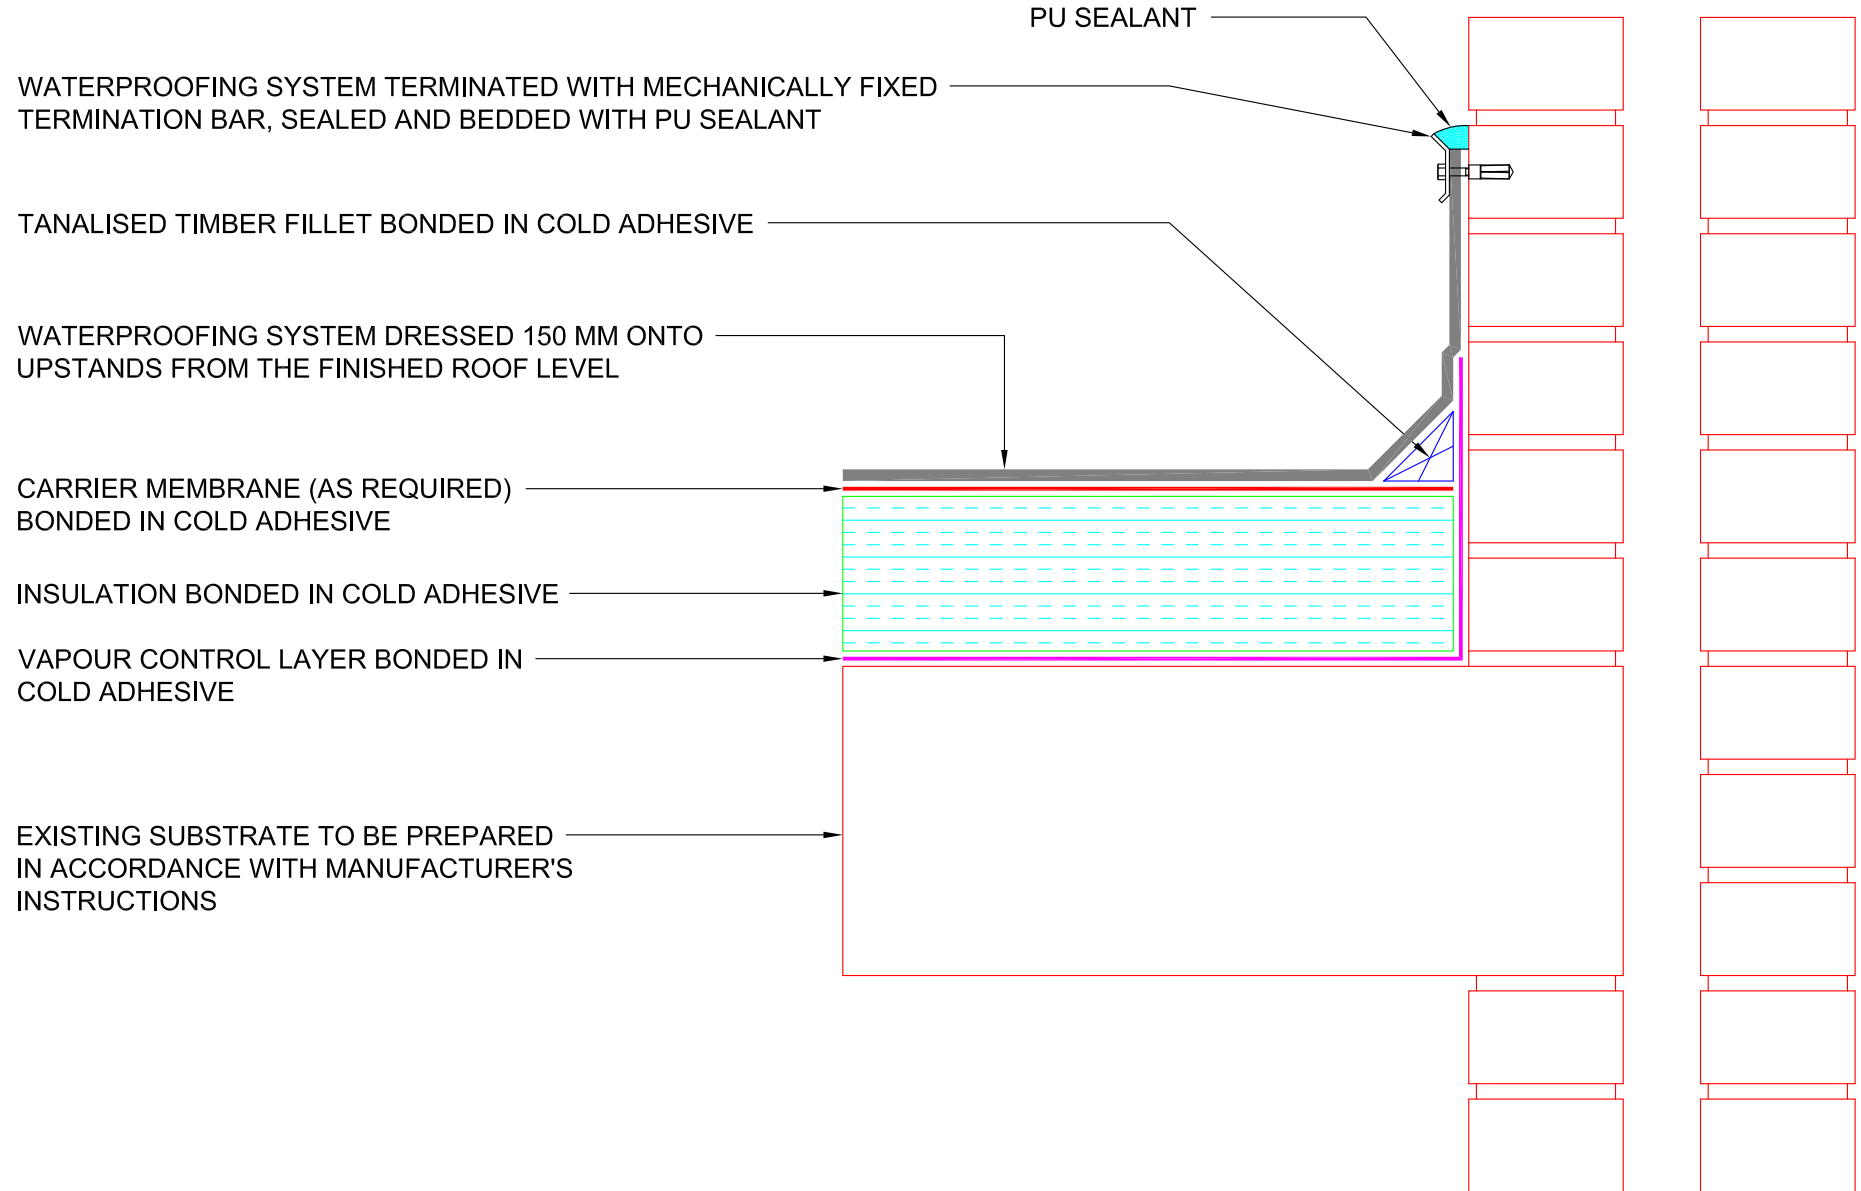 PU SEALANT
WATERPROOFING SYSTEM TERMINATED WITH MECHANICALLY FIXED
TERMINATION BAR, SEALED AND BEDDED WITH PU SEALANT
TANALISED TIMBER FILLET BONDED IN COLD ADHESIVE
WATERPROOFING SYSTEM DRESSED 150 MM ONTO
UPSTANDS FROM THE FINISHED ROOF LEVEL
CARRIER MEMBRANE (AS REQUIRED)
BONDED IN COLD ADHESIVE
INSULATION BONDED IN COLD ADHESIVE
VAPOUR CONTROL LAYER BONDED IN
COLD ADHESIVE
EXISTING SUBSTRATE TO BE PREPARED
IN ACCORDANCE WITH MANUFACTURER'S
INSTRUCTIONS